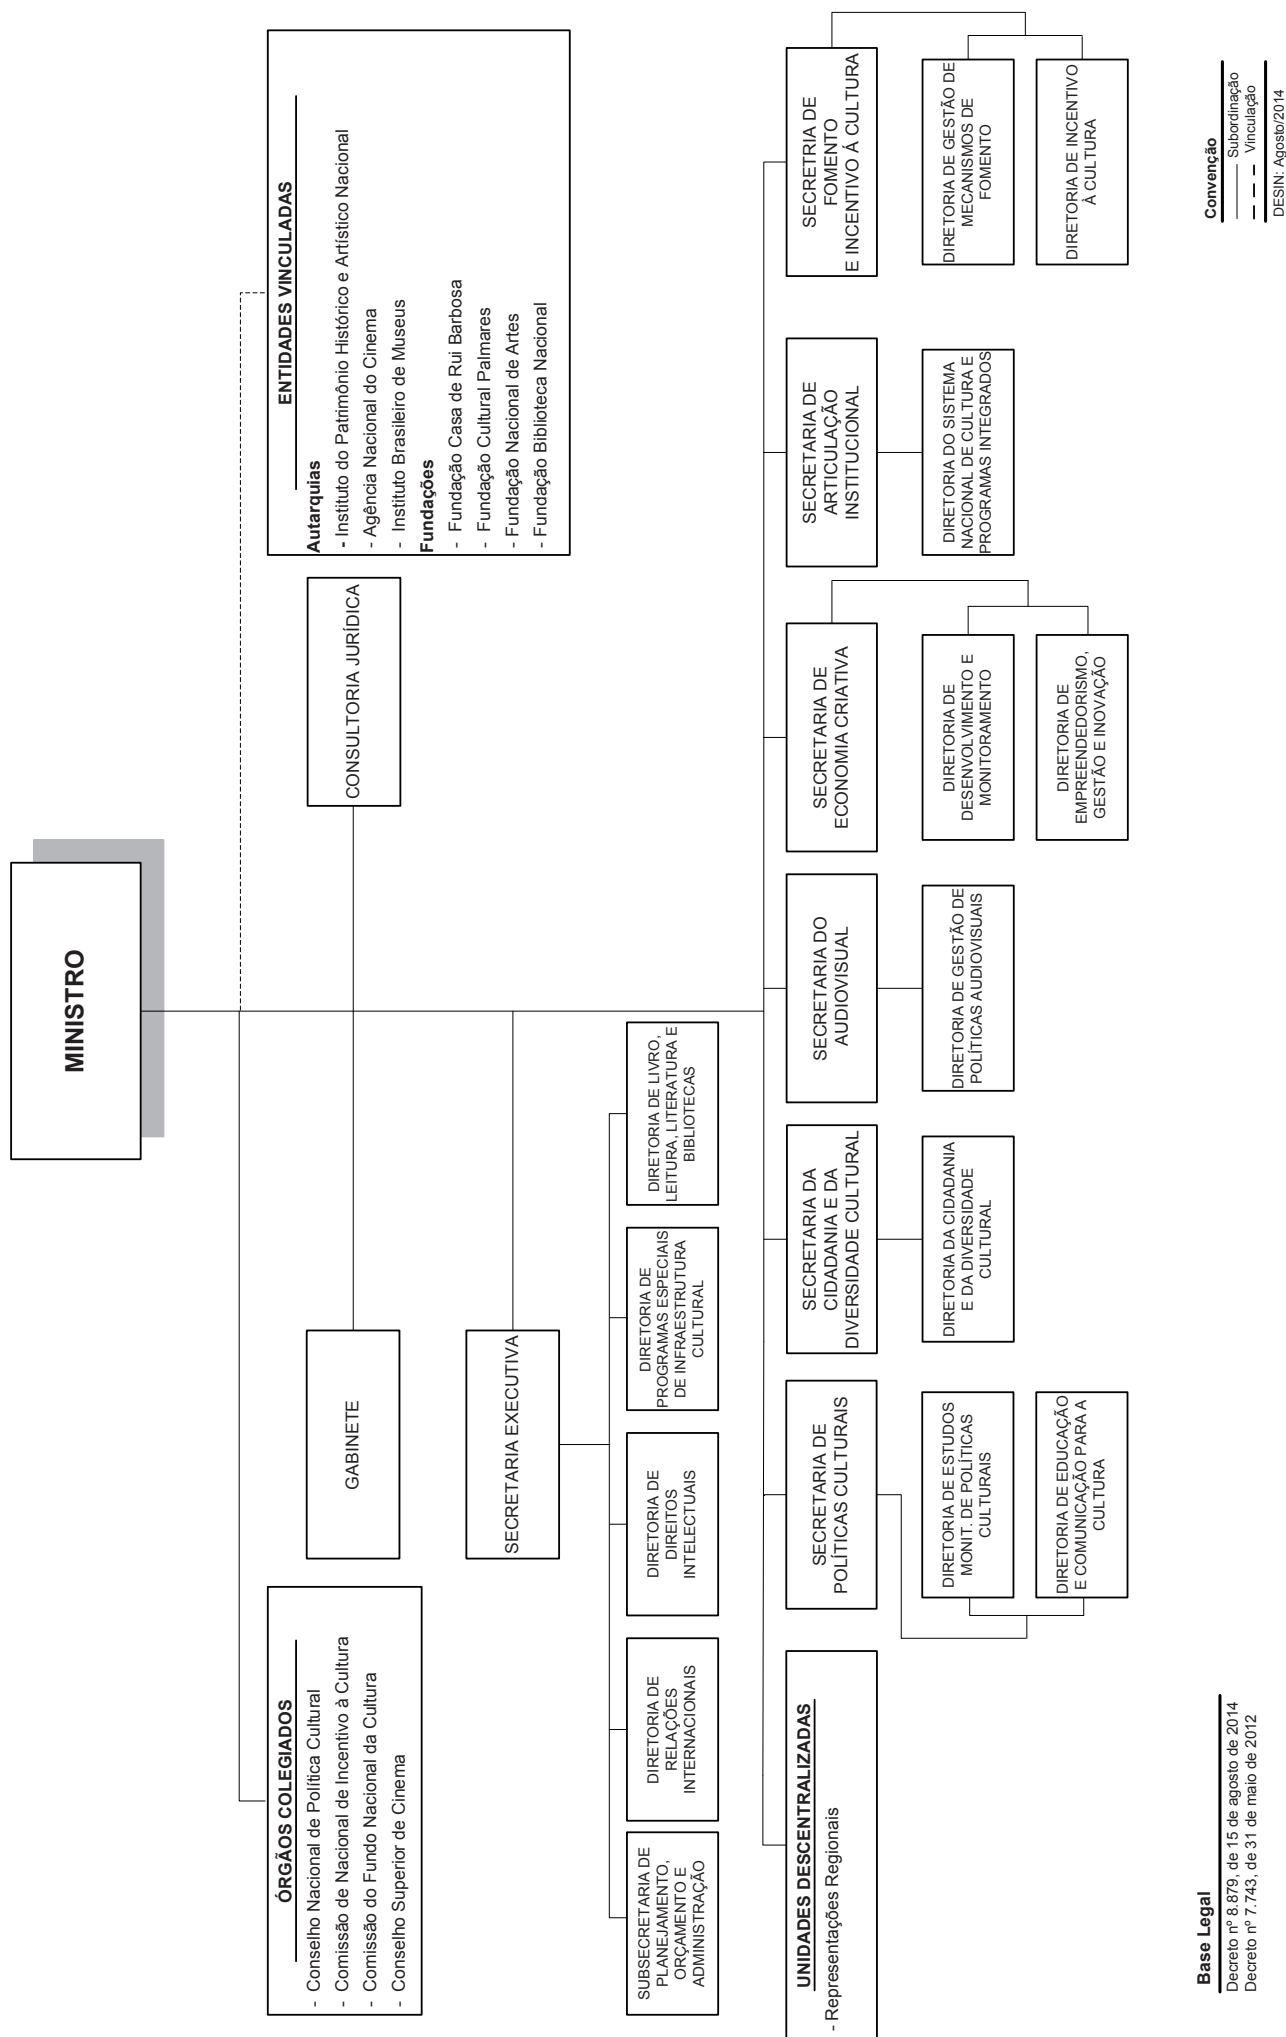 MINISTRO
ÓRGÃOS COLEGIADOS
- Conselho Nacional de Política Cultural
- Comissão de Nacional de Incentivo à Cultura
- Comissão do Fundo Nacional da Cultura
- Conselho Superior de Cinema
GABINETE
CONSULTORIA JURÍDICA
ENTIDADES VINCULADAS
Autarquias
- Instituto do Patrimônio Histórico e Artístico Nacional
- Agência Nacional do Cinema
- Instituto Brasileiro de Museus
Fundações
- Fundação Casa de Rui Barbosa
- Fundação Cultural Palmares
- Fundação Nacional de Artes
- Fundação Biblioteca Nacional
SECRETARIA EXECUTIVA
SUBSECRETARIA DE
PLANEJAMENTO,
ORÇAMENTO E
ADMINISTRAÇÃO
DIRETORIA DE
RELAÇÕES
INTERNACIONAIS
DIRETORIA DE
DIREITOS
INTELECTUAIS
DIRETORIA DE
PROGRAMAS ESPECIAIS
DE INFRAESTRUTURA
CULTURAL
DIRETORIA DE LIVRO,
LEITURA, LITERATURA E
BIBLIOTECAS
UNIDADES DESCENTRALIZADAS
- Representações Regionais
SECRETARIA DE
POLÍTICAS CULTURAIS
SECRETARIA DA
CIDADANIA E DA
DIVERSIDADE CULTURAL
SECRETARIA DO
AUDIOVISUAL
SECRETARIA DE
ECONOMIA CRIATIVA
SECRETARIA DE
ARTICULAÇÃO
INSTITUCIONAL
SECRETRIA DE
FOMENTO
E INCENTIVO Á CULTURA
DIRETORIA DE ESTUDOS
MONIT. DE POLÍTICAS
CULTURAIS
DIRETORIA DA CIDADANIA
E DA DIVERSIDADE
CULTURAL
DIRETORIA DE GESTÃO DE
POLÍTICAS AUDIOVISUAIS
DIRETORIA DE
DESENVOLVIMENTO E
MONITORAMENTO
DIRETORIA DO SISTEMA
NACIONAL DE CULTURA E
PROGRAMAS INTEGRADOS
DIRETORIA DE GESTÃO DE
MECANISMOS DE
FOMENTO
DIRETORIA DE EDUCAÇÃO
E COMUNICAÇÃO PARA A
CULTURA
DIRETORIA DE
EMPREENDEDORISMO,
GESTÃO E INOVAÇÃO
DIRETORIA DE INCENTIVO
À CULTURA
Base Legal
Decreto nº 8.879, de 15 de agosto de 2014
Decreto nº 7.743, de 31 de maio de 2012
Convenção
Subordinação
Vinculação
DESIN: Agosto/2014